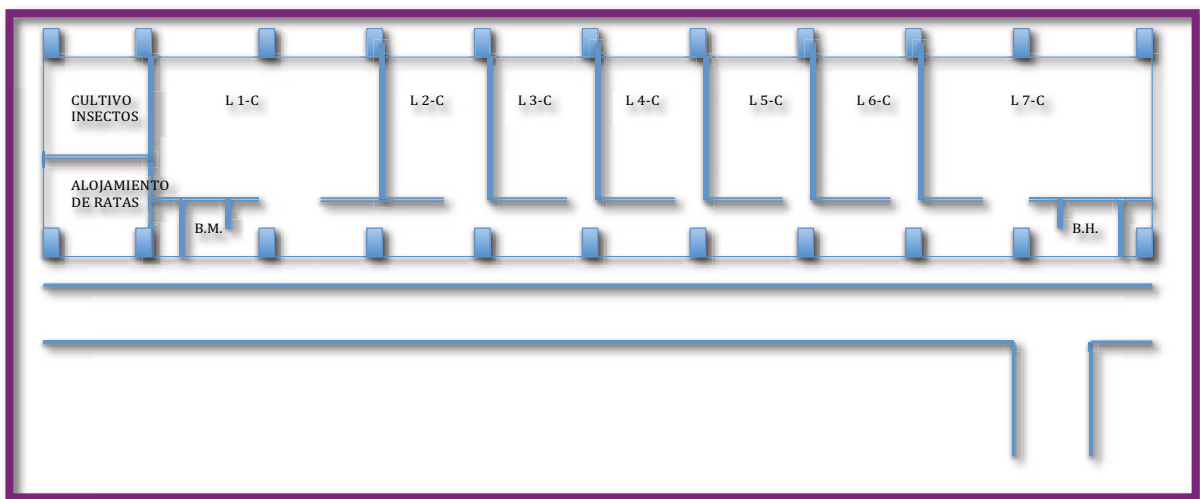 CULTIVO
INSECTOS
L 1-C
L 2-C
L 3-C
L 4-C
L 5-C
L 6-C
L 7-C
ALOJAMIENTO
DE RATAS
B.M.
B.H.